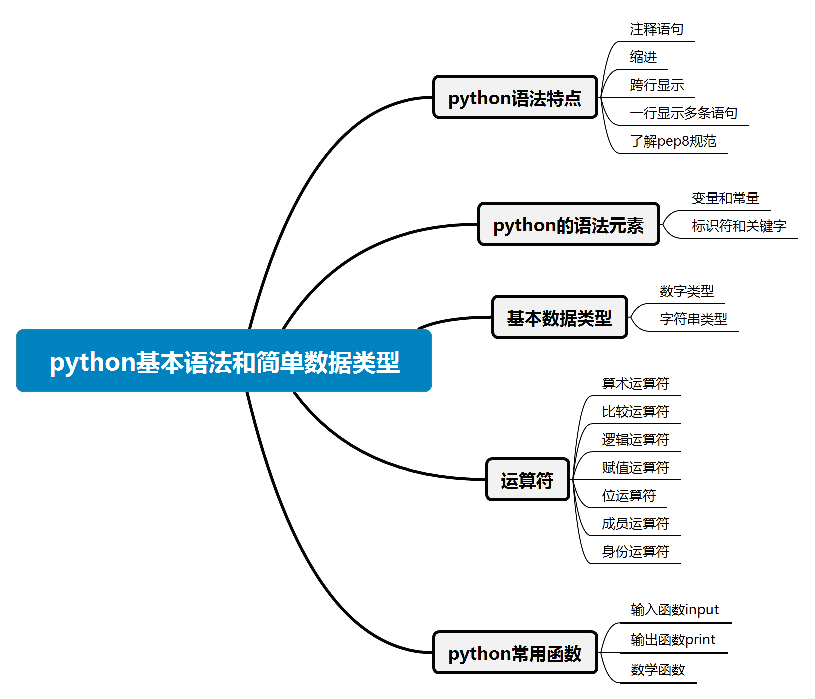 python基本语法和简单数据类型
python语法特点
注释语句
缩进
跨行显示
一行显示多条语句
了解pep8规范
python的语法元素
变量和常量
标识符和关键字
基本数据类型
数字类型
字符串类型
运算符
算术运算符
比较运算符
逻辑运算符
赋值运算符
位运算符
成员运算符
身份运算符
python常用函数
输入函数input
输出函数print
数学函数